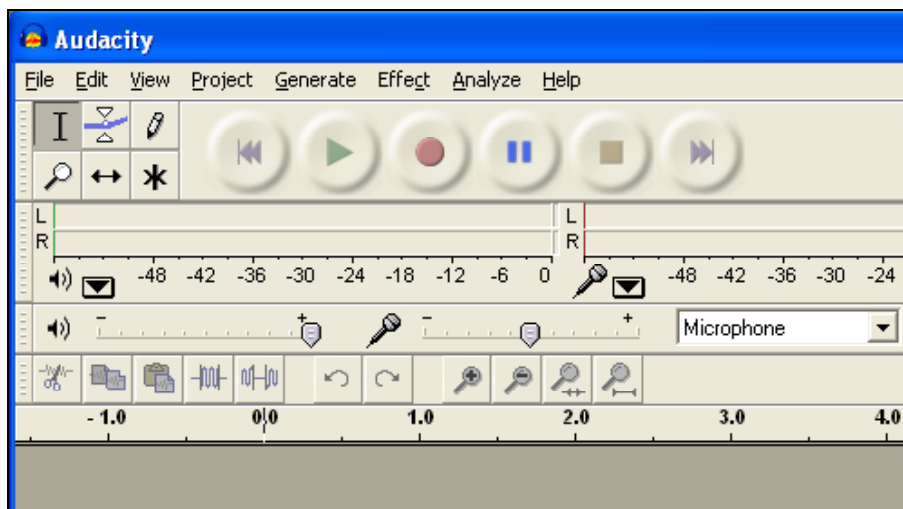 Audacity
File Edit View Project Generate Effect Analyze Help
L L
R R
-48 -42 -36 -30 -24 -18 -12 -6 0 -48 -42 -36 -30 -24
- + - + Microphone
- 1.0 0,0 1.0 2.0 3.0 4.0